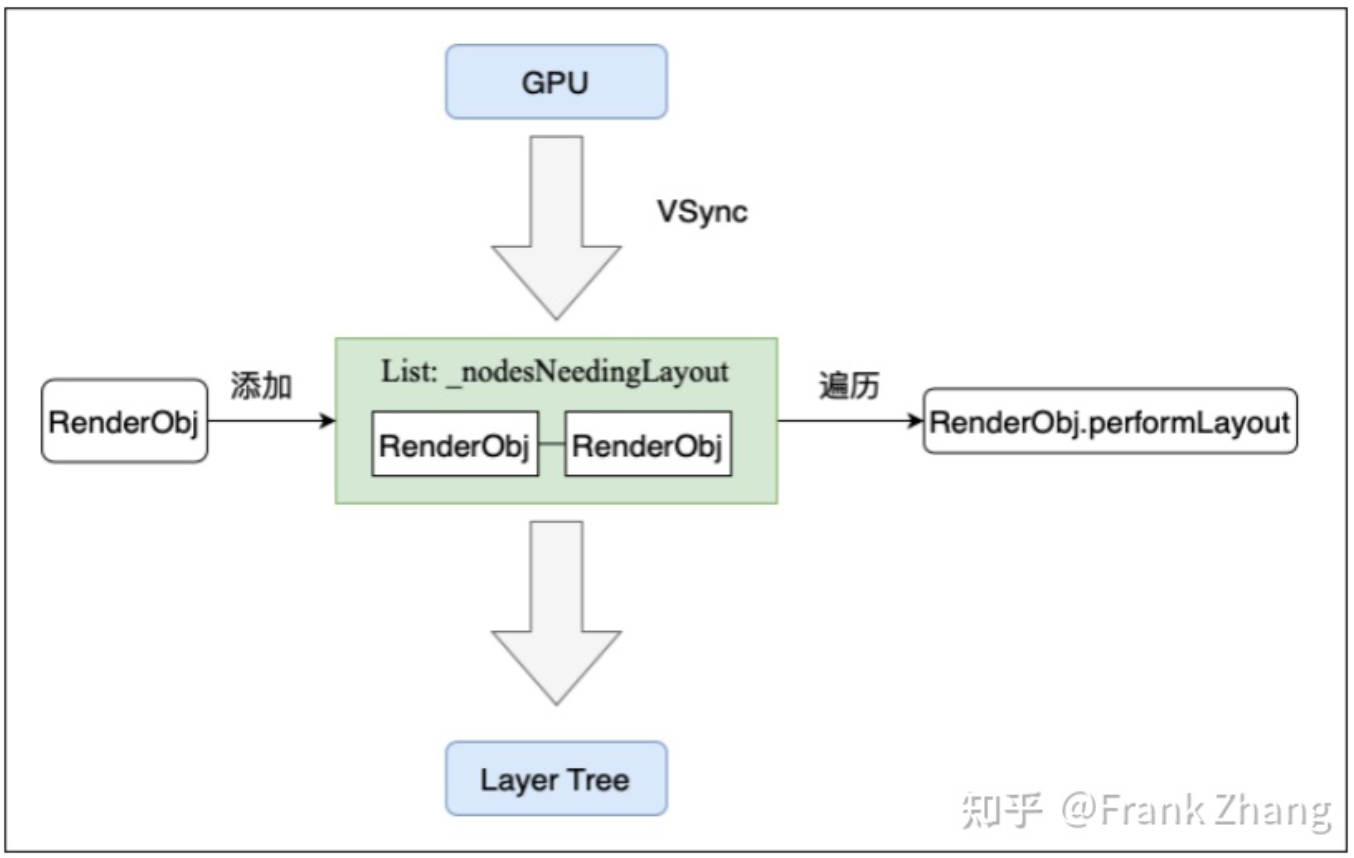 GPU
VSync
List: _nodesNeedingLayout
RenderObj
添加
RenderObj
RenderObj
遍历
RenderObj.performLayout
Layer Tree
知乎 @Frank Zhang